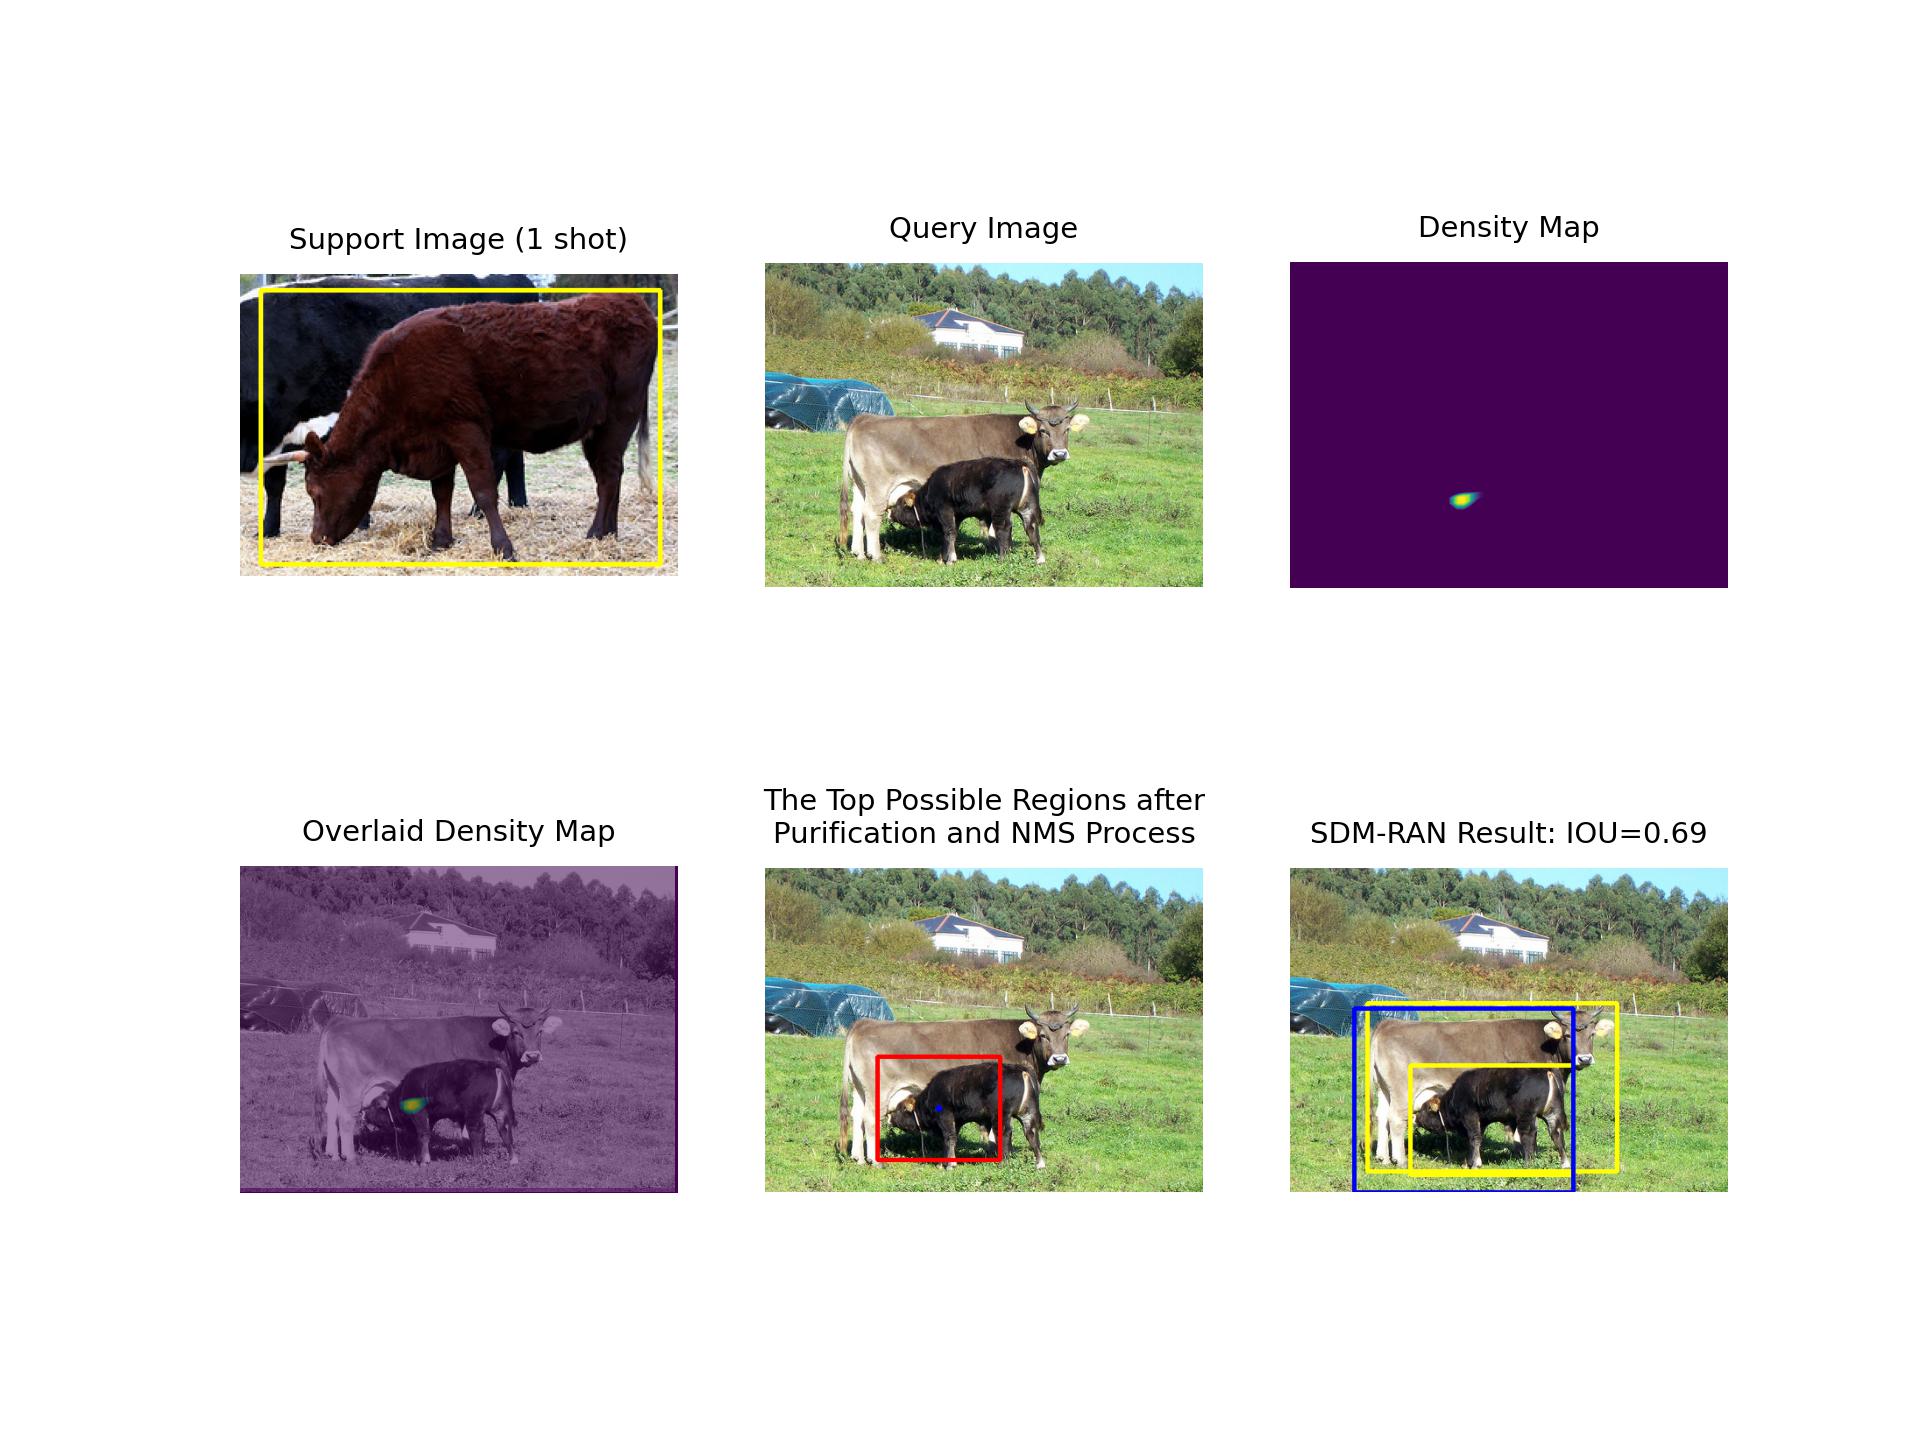 Support Image (1 shot)
Query Image
Density Map
Overlaid Density Map
The Top Possible Regions after
Purification and NMS Process
SDM-RAN Result: IOU=0.69